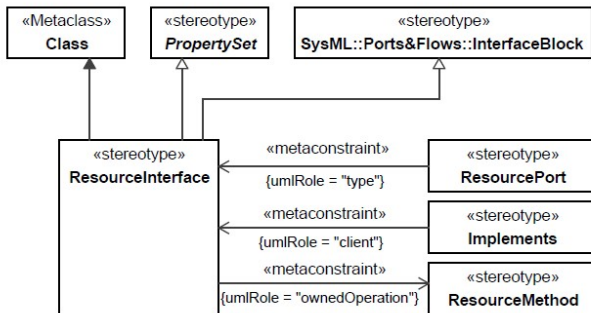 «Metaclass»
Class
«stereotype»
PropertySet
«stereotype»
SysML::Ports&Flows::InterfaceBlock
«stereotype»
ResourceInterface
«metaconstraint»
{umlRole = "type"}
«stereotype»
ResourcePort
«metaconstraint»
{umlRole = "client"}
«stereotype»
Implements
«metaconstraint»
{umlRole = "ownedOperation"}
«stereotype»
ResourceMethod